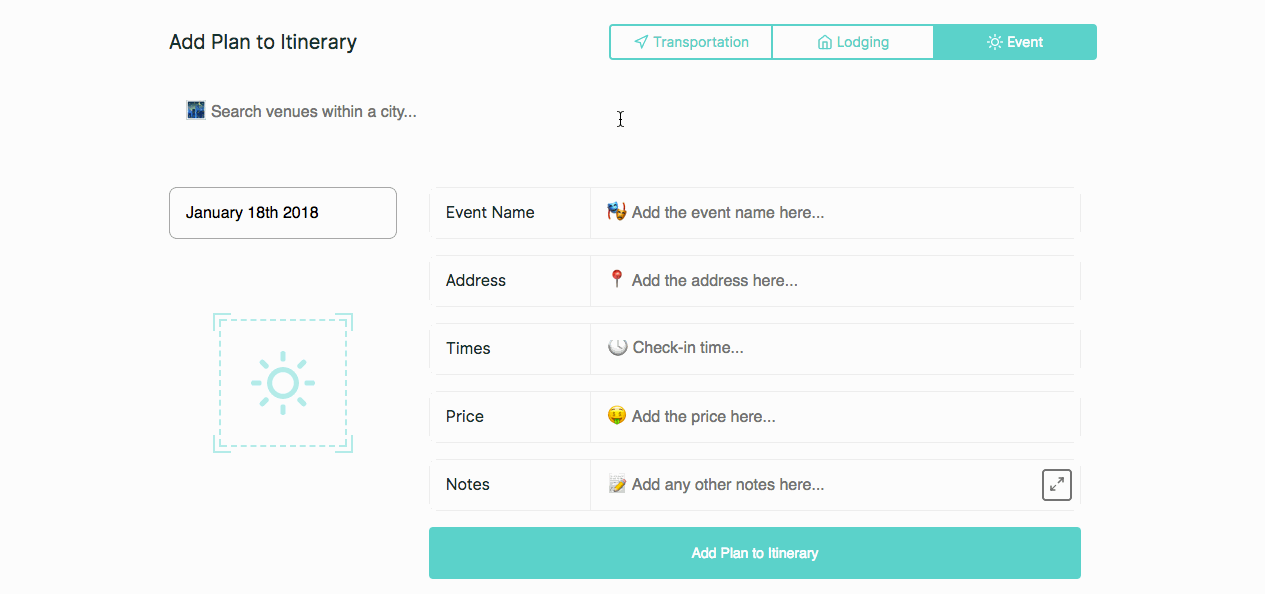 Add Plan to Itinerary
Transportation
Lodging
Event
Search venues within a city...
January 18th 2018
Event Name
Add the event name here...
Address
Add the address here...
Times
Check-in time...
Price
Add the price here...
Notes
Add any other notes here...
Add Plan to Itinerary